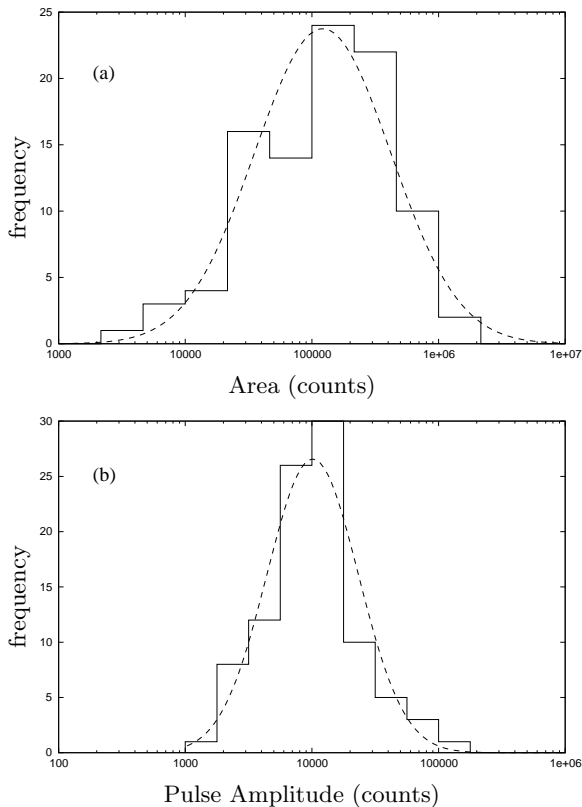 25
20
(a)
15
frequency
10
5
0
1000 10000 100000 1e+06 1e+07
Area (counts)
30
25
(b)
20
frequency
15
10
5
0
100 1000 10000 100000 1e+06
Pulse Amplitude (counts)